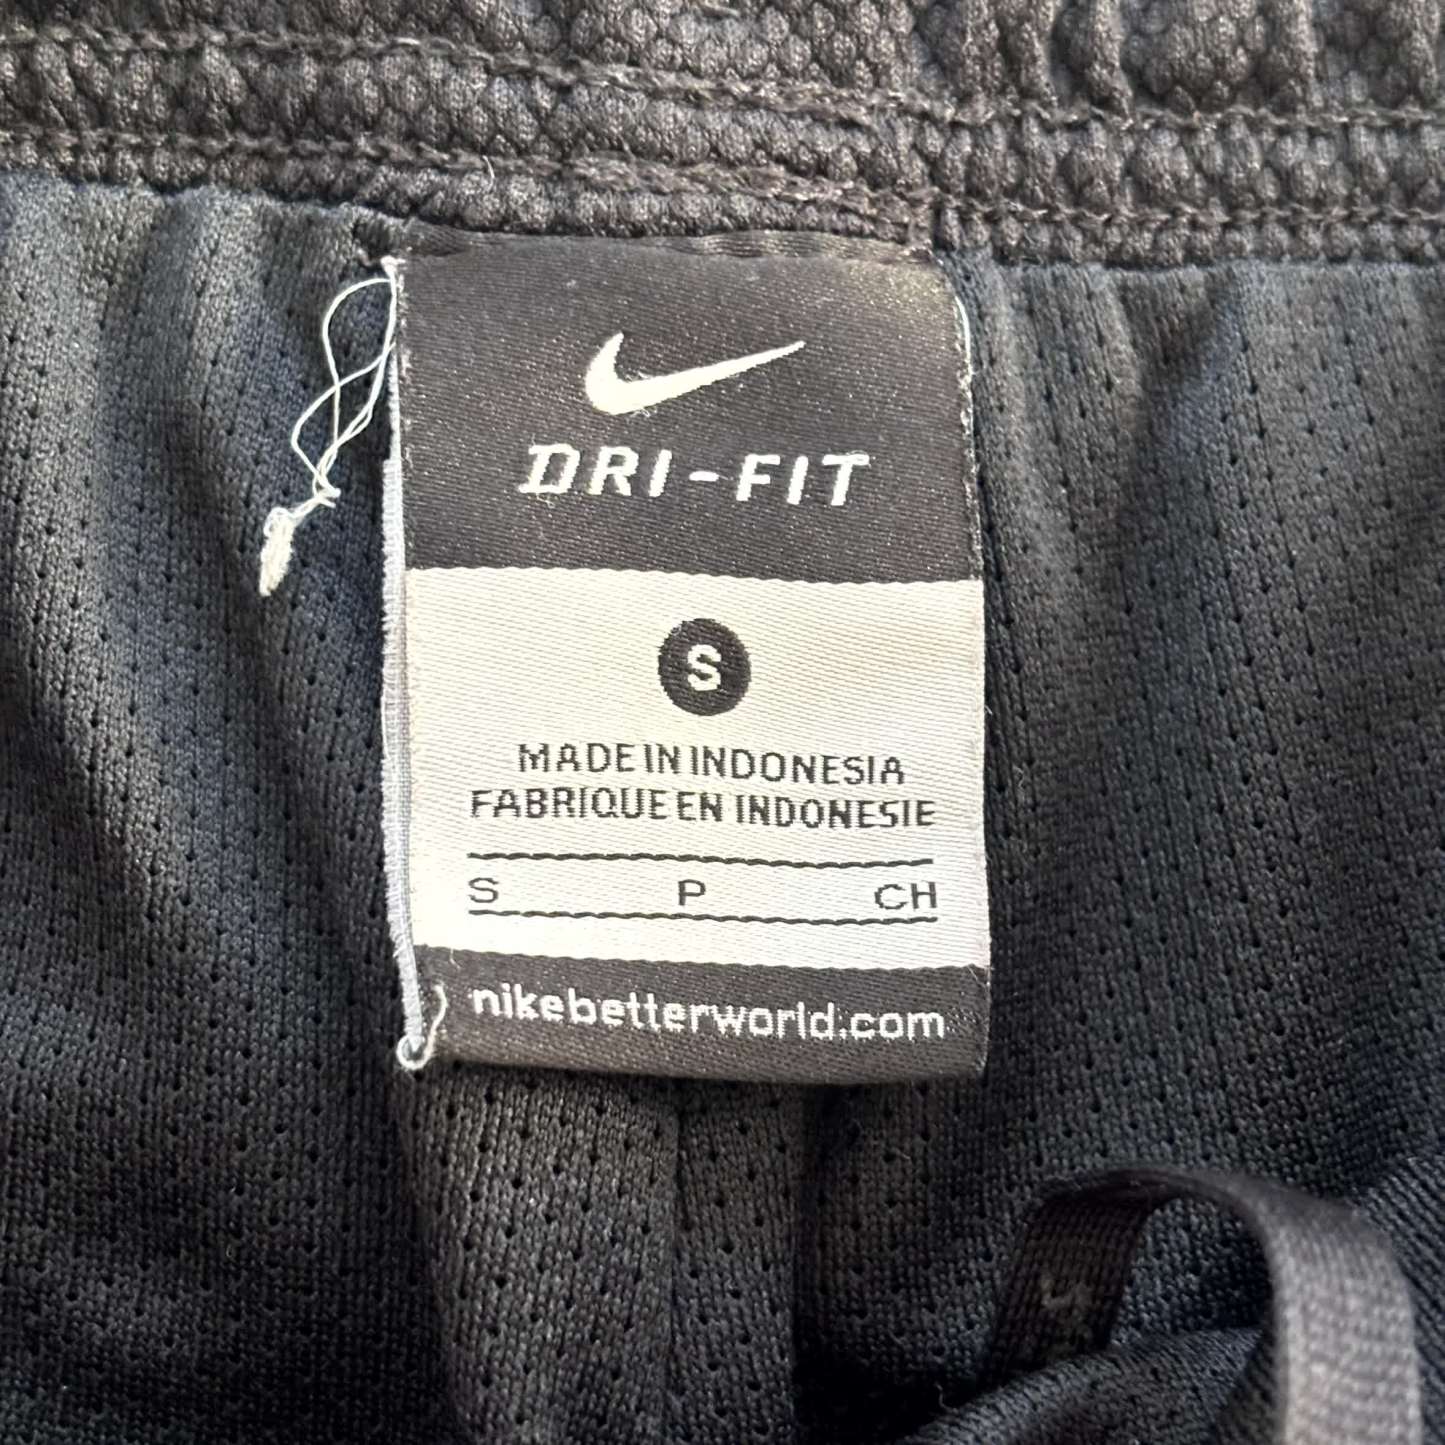 DRI-FIT
S
MADE IN INDONESIA
FABRIQUE EN INDONESIE
S P CH
nikebetterworld.com